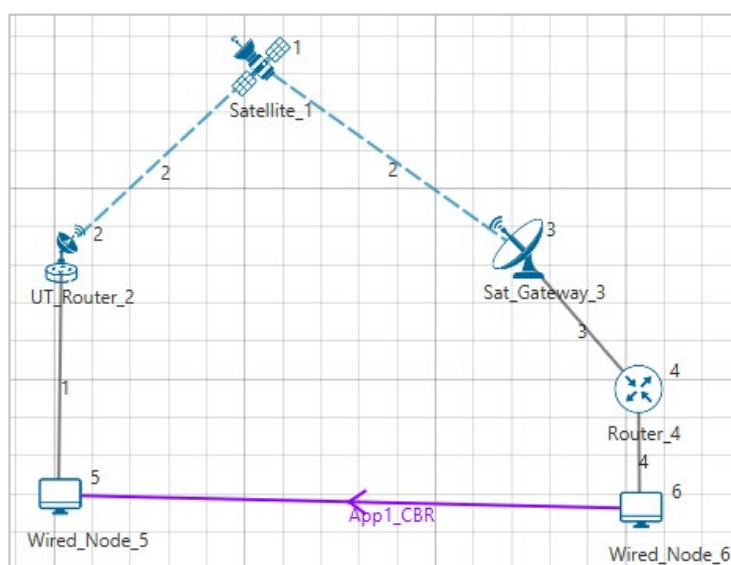 1
Satellite_1
2
2
2
3
UT_Router_2
Sat_Gateway_3
3
1
4
Router_4
4
5
6
App1_CBR
Wired_Node_5
Wired_Node_6